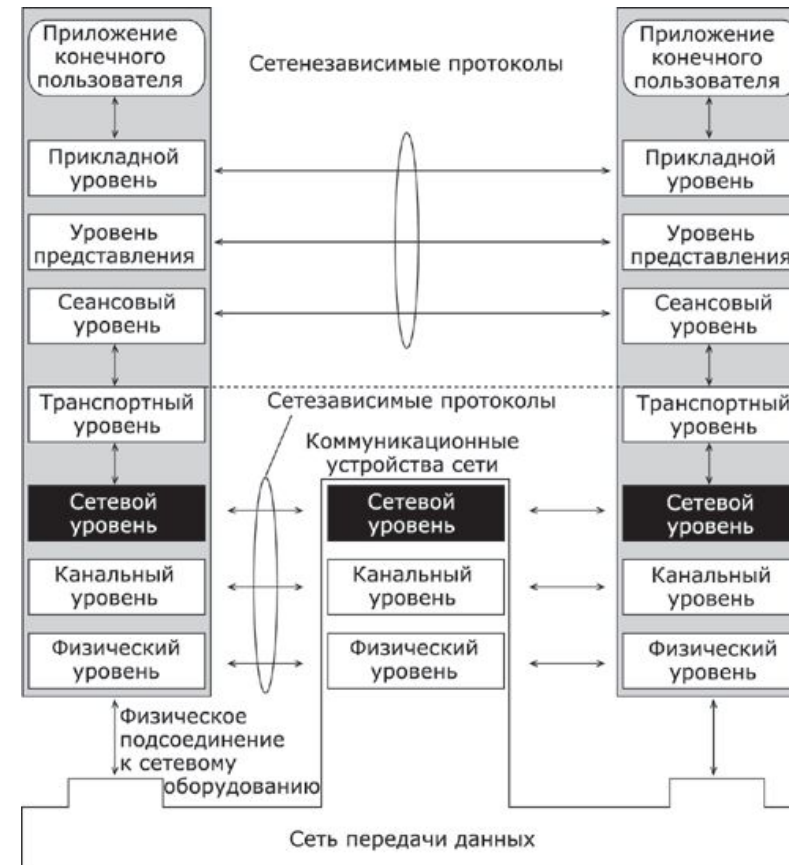 Приложение
конечного
пользователя
Сетенезависимые протоколы
Приложение
конечного
пользователя
Прикладной
уровень
Прикладной
уровень
Уровень
представления
Уровень
представления
Сеансовый
уровень
Сеансовый
уровень
Транспортный
уровень
Сетезависимые протоколы
Транспортный
уровень
Коммуникационные
устройства сети
Сетевой
уровень
Сетевой
уровень
Сетевой
уровень
Канальный
уровень
Канальный
уровень
Канальный
уровень
Физический
уровень
Физический
уровень
Физический
уровень
Физическое
подсоединение
к сетевому
оборудованию
Сеть передачи данных